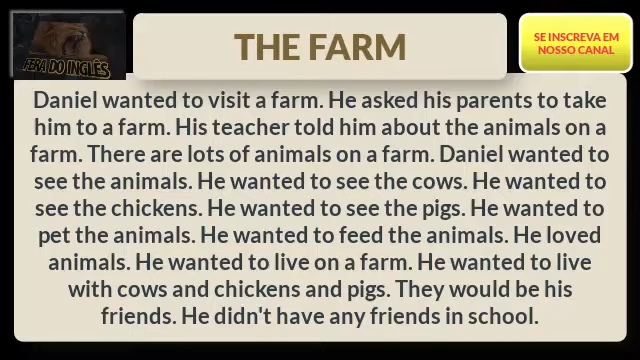 FERA DO INGLÊS
THE FARM
SE INSCREVA EM
NOSSO CANAL
Daniel wanted to visit a farm. He asked his parents to take
him to a farm. His teacher told him about the animals on a
farm. There are lots of animals on a farm. Daniel wanted to
see the animals. He wanted to see the cows. He wanted to
see the chickens. He wanted to see the pigs. He wanted to
pet the animals. He wanted to feed the animals. He loved
animals. He wanted to live on a farm. He wanted to live
with cows and chickens and pigs. They would be his
friends. He didn't have any friends in school.